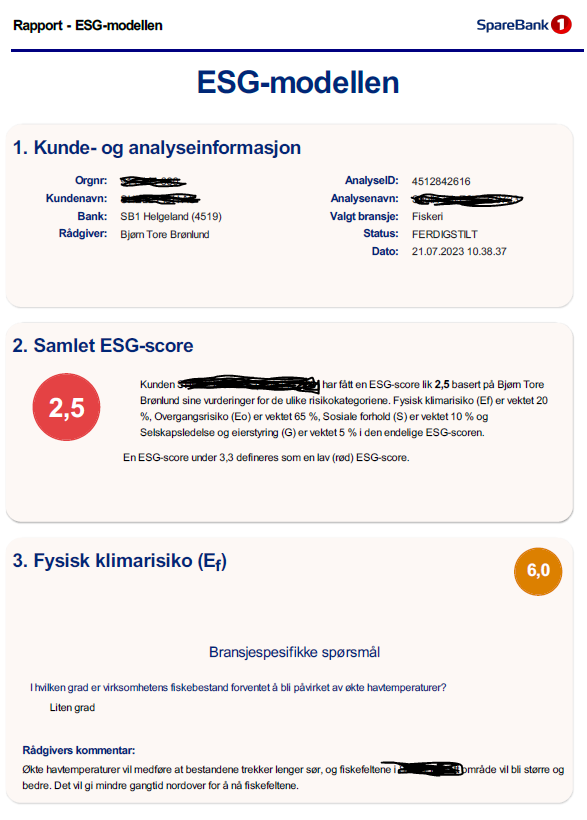 Rapport - ESG-modellen
SpareBank 1
ESG-modellen
1. Kunde- og analyseinformasjon
Orgnr:
Kundenavn:
Bank: SB1 Helgeland (4519)
Rådgiver: Bjørn Tore Brønlund
AnalyseID: 4512842616
Analysenavn:
Valgt bransje: Fiskeri
Status: FERDIGSTILT
Dato: 21.07.2023 10.38.37
2. Samlet ESG-score
2,5
Kunden har fått en ESG-score lik 2,5 basert på Bjørn Tore
Brønlund sine vurderinger for de ulike risikokategoriene. Fysisk klimarisiko (Ef) er vektet 20
%, Overgangsrisiko (Eo) er vektet 65 %, Sosiale forhold (S) er vektet 10 % og
Selskapsledelse og eierstyring (G) er vektet 5 % i den endelige ESG-scoren.
En ESG-score under 3,3 defineres som en lav (rød) ESG-score.
3. Fysisk klimarisiko (Ef)
6,0
Bransjespesifikke spørsmål
I hvilken grad er virksomhetens fiskebestand forventet å bli påvirket av økte havtemperaturer?
Liten grad
Rådgivers kommentar:
Økte havtemperaturer vil medføre at bestandene trekker lenger sør, og fiskefeltene i område vil bli større og
bedre. Det vil gi mindre gangtid nordover for å nå fiskefeltene.